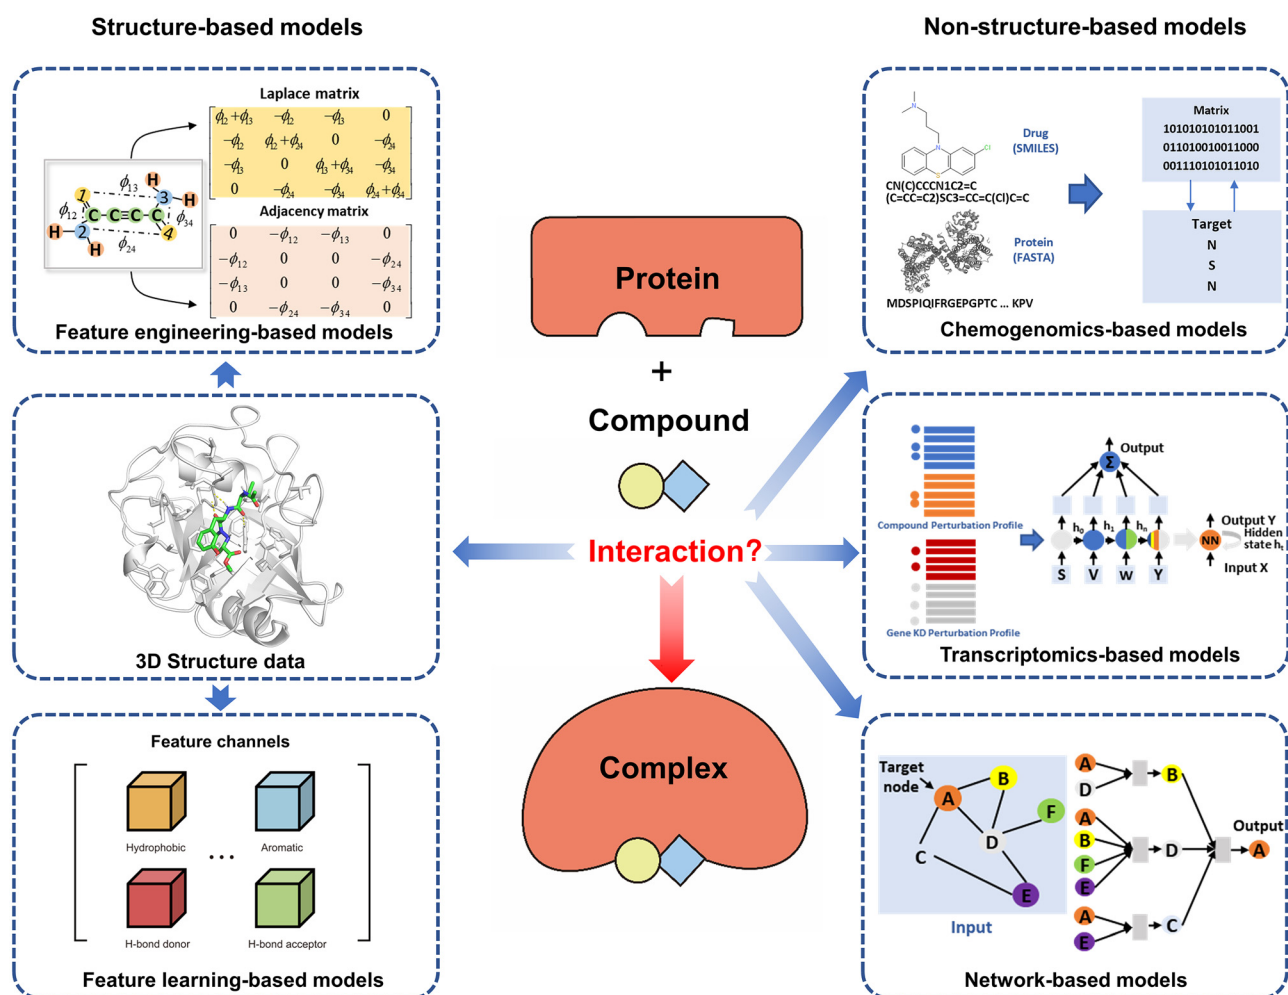 Structure-based models
Non-structure-based models
Laplace matrix
ϕ12+ϕ13 −ϕ12 −ϕ13 0
−ϕ12 ϕ12+ϕ24 0 −ϕ24
−ϕ13 0 ϕ13+ϕ34 −ϕ34
0 −ϕ24 −ϕ34 ϕ24+ϕ34
Adjacency matrix
0 −ϕ12 −ϕ13 0
−ϕ12 0 0 −ϕ24
−ϕ13 0 0 −ϕ34
0 −ϕ24 −ϕ34 0
H
1 ϕ13 3 H
ϕ12 C C C C ϕ34
H 2 ϕ24 4
H
Feature engineering-based models
3D Structure data
Feature channels
Hydrophobic
...
Aromatic
H-bond donor
H-bond acceptor
Feature learning-based models
Protein
+
Compound
Interaction?
Complex
N
N
S
Cl
Drug
(SMILES)
CN(C)CCCN1C2=C
(C=CC=C2)SC3=CC=C(Cl)C=C
Protein
(FASTA)
MDSPIQIFRGEPGPTC ... KPV
Matrix
101010101011001
011010010011000
001110101011010
Target
N
S
N
Chemogenomics-based models
Compound Perturbation Profile
Gene KD Perturbation Profile
Output
Σ
h0 h1 hn
S V w Y
Output Y
Hidden
state h
NN
Input X
Transcriptomics-based models
Target
node
A
B
F
D
C
E
Input
A
D
B
A
B
F
E
D
A
E
C
Output
A
Network-based models